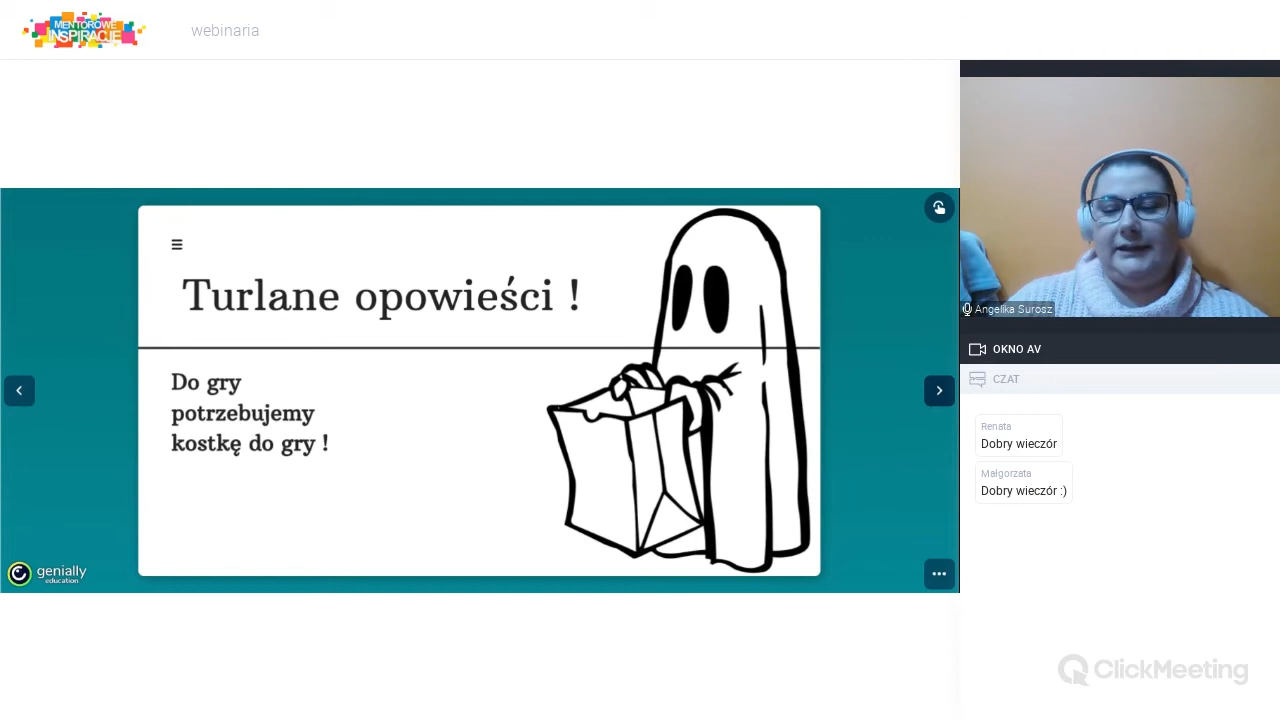 MENTOROWE
INSPIRACJE
webinaria
Turlane opowieści !
Do gry
potrzebujemy
kostkę do gry !
genially
education
Angelika Surosz
OKNO AV
CZAT
Renata
Dobry wieczór
Małgorzata
Dobry wieczór :)
ClickMeeting